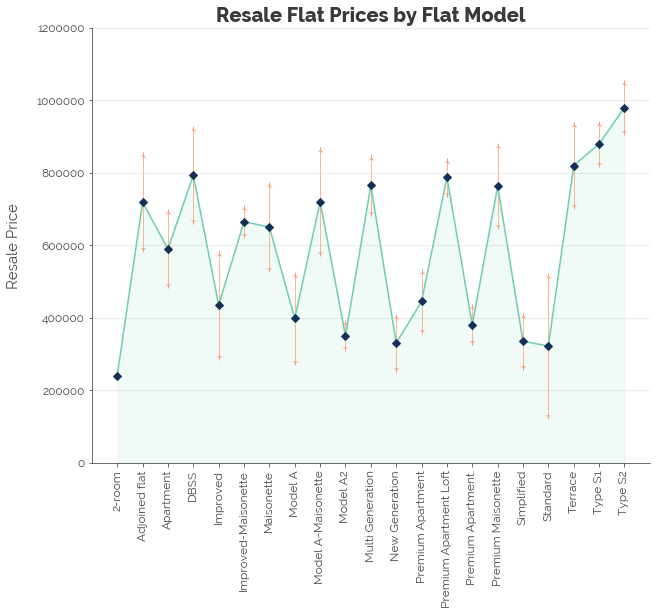 Resale Flat Prices by Flat Model
Resale Price
1200000
1000000
800000
600000
400000
200000
0
2-room
Adjoined flat
Apartment
DBSS
Improved
Improved-Maisonette
Maisonette
Model A
Model A-Maisonette
Model A2
Multi Generation
New Generation
Premium Apartment
Premium Apartment Loft
Premium Apartment.
Premium Maisonette
Simplified
Standard
Terrace
Type S1
Type S2